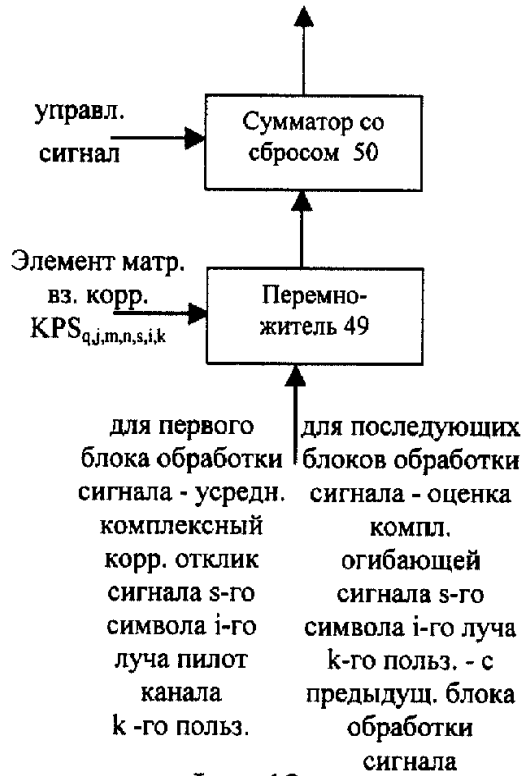 управл.
сигнал
Сумматор со
сбросом 50
Элемент матр.
вз. корр.
KPSq,j,m,n,s,i,k
Перемно-
житель 49
для первого
блока обработки
сигнала - усредн.
комплексный
корр. отклик
сигнала s-го
символа i-го
луча пилот
канала
k -го польз.
для последующих
блоков обработки
сигнала - оценка
компл.
огибающей
сигнала s-го
символа i-го луча
k-го польз. - с
предыдущ. блока
обработки
сигнала